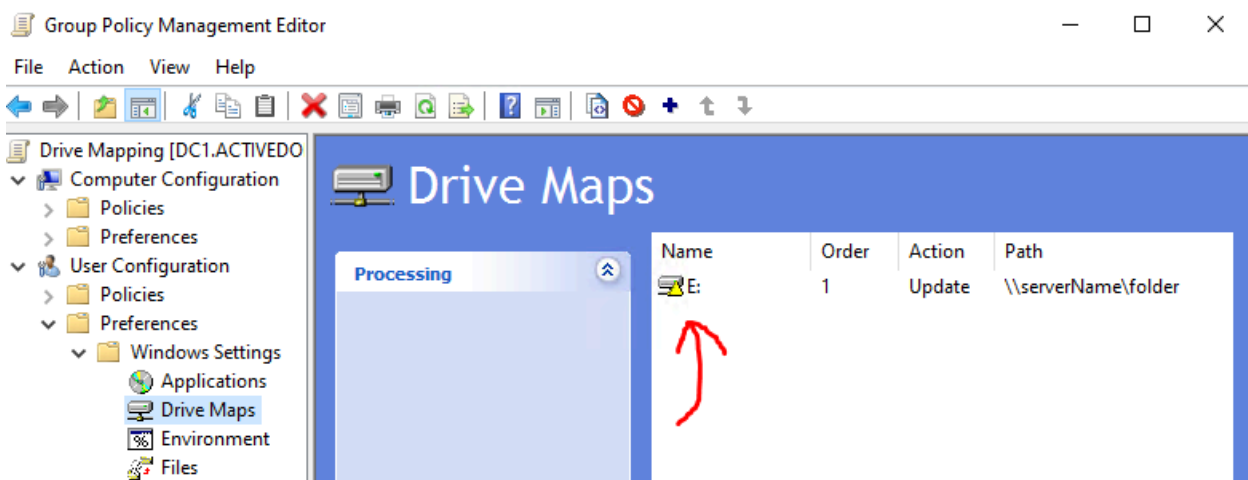 Group Policy Management Editor
File Action View Help
Drive Mapping [DC1.ACTIVEDO
Computer Configuration
Policies
Preferences
User Configuration
Policies
Preferences
Windows Settings
Applications
Drive Maps
Environment
Files
Drive Maps
Processing
Name Order Action Path
E: 1 Update \\serverName\folder